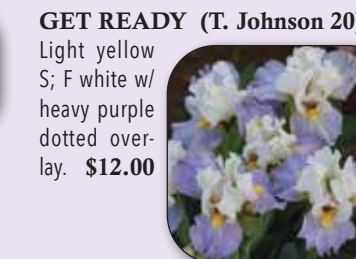 GET READY (T. Johnson 20
Light yellow
S; F white w/
heavy purple
dotted over-
lay. $12.00